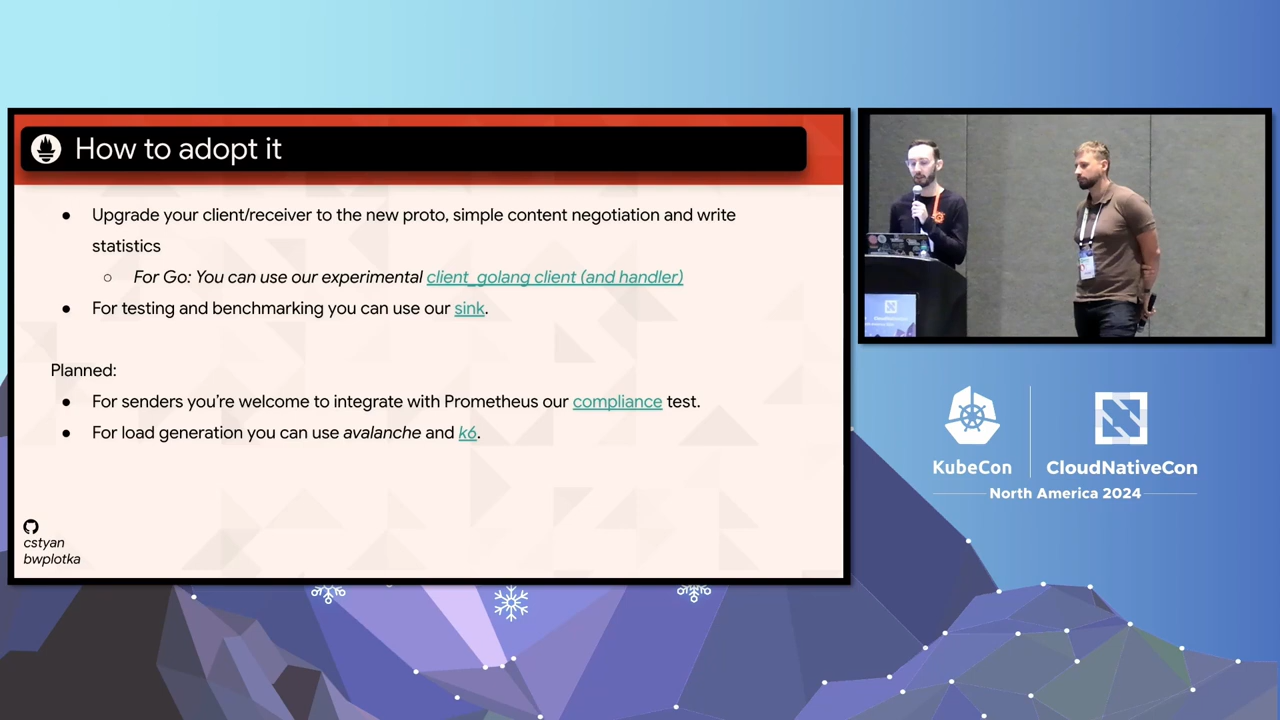 How to adopt it
● Upgrade your client/receiver to the new proto, simple content negotiation and write
statistics
○ For Go: You can use our experimental client_golang client (and handler)
● For testing and benchmarking you can use our sink.
Planned:
● For senders you're welcome to integrate with Prometheus our compliance test.
● For load generation you can use avalanche and k6.
cstyan
bwplotka
KubeCon
CloudNativeCon
North America 2024